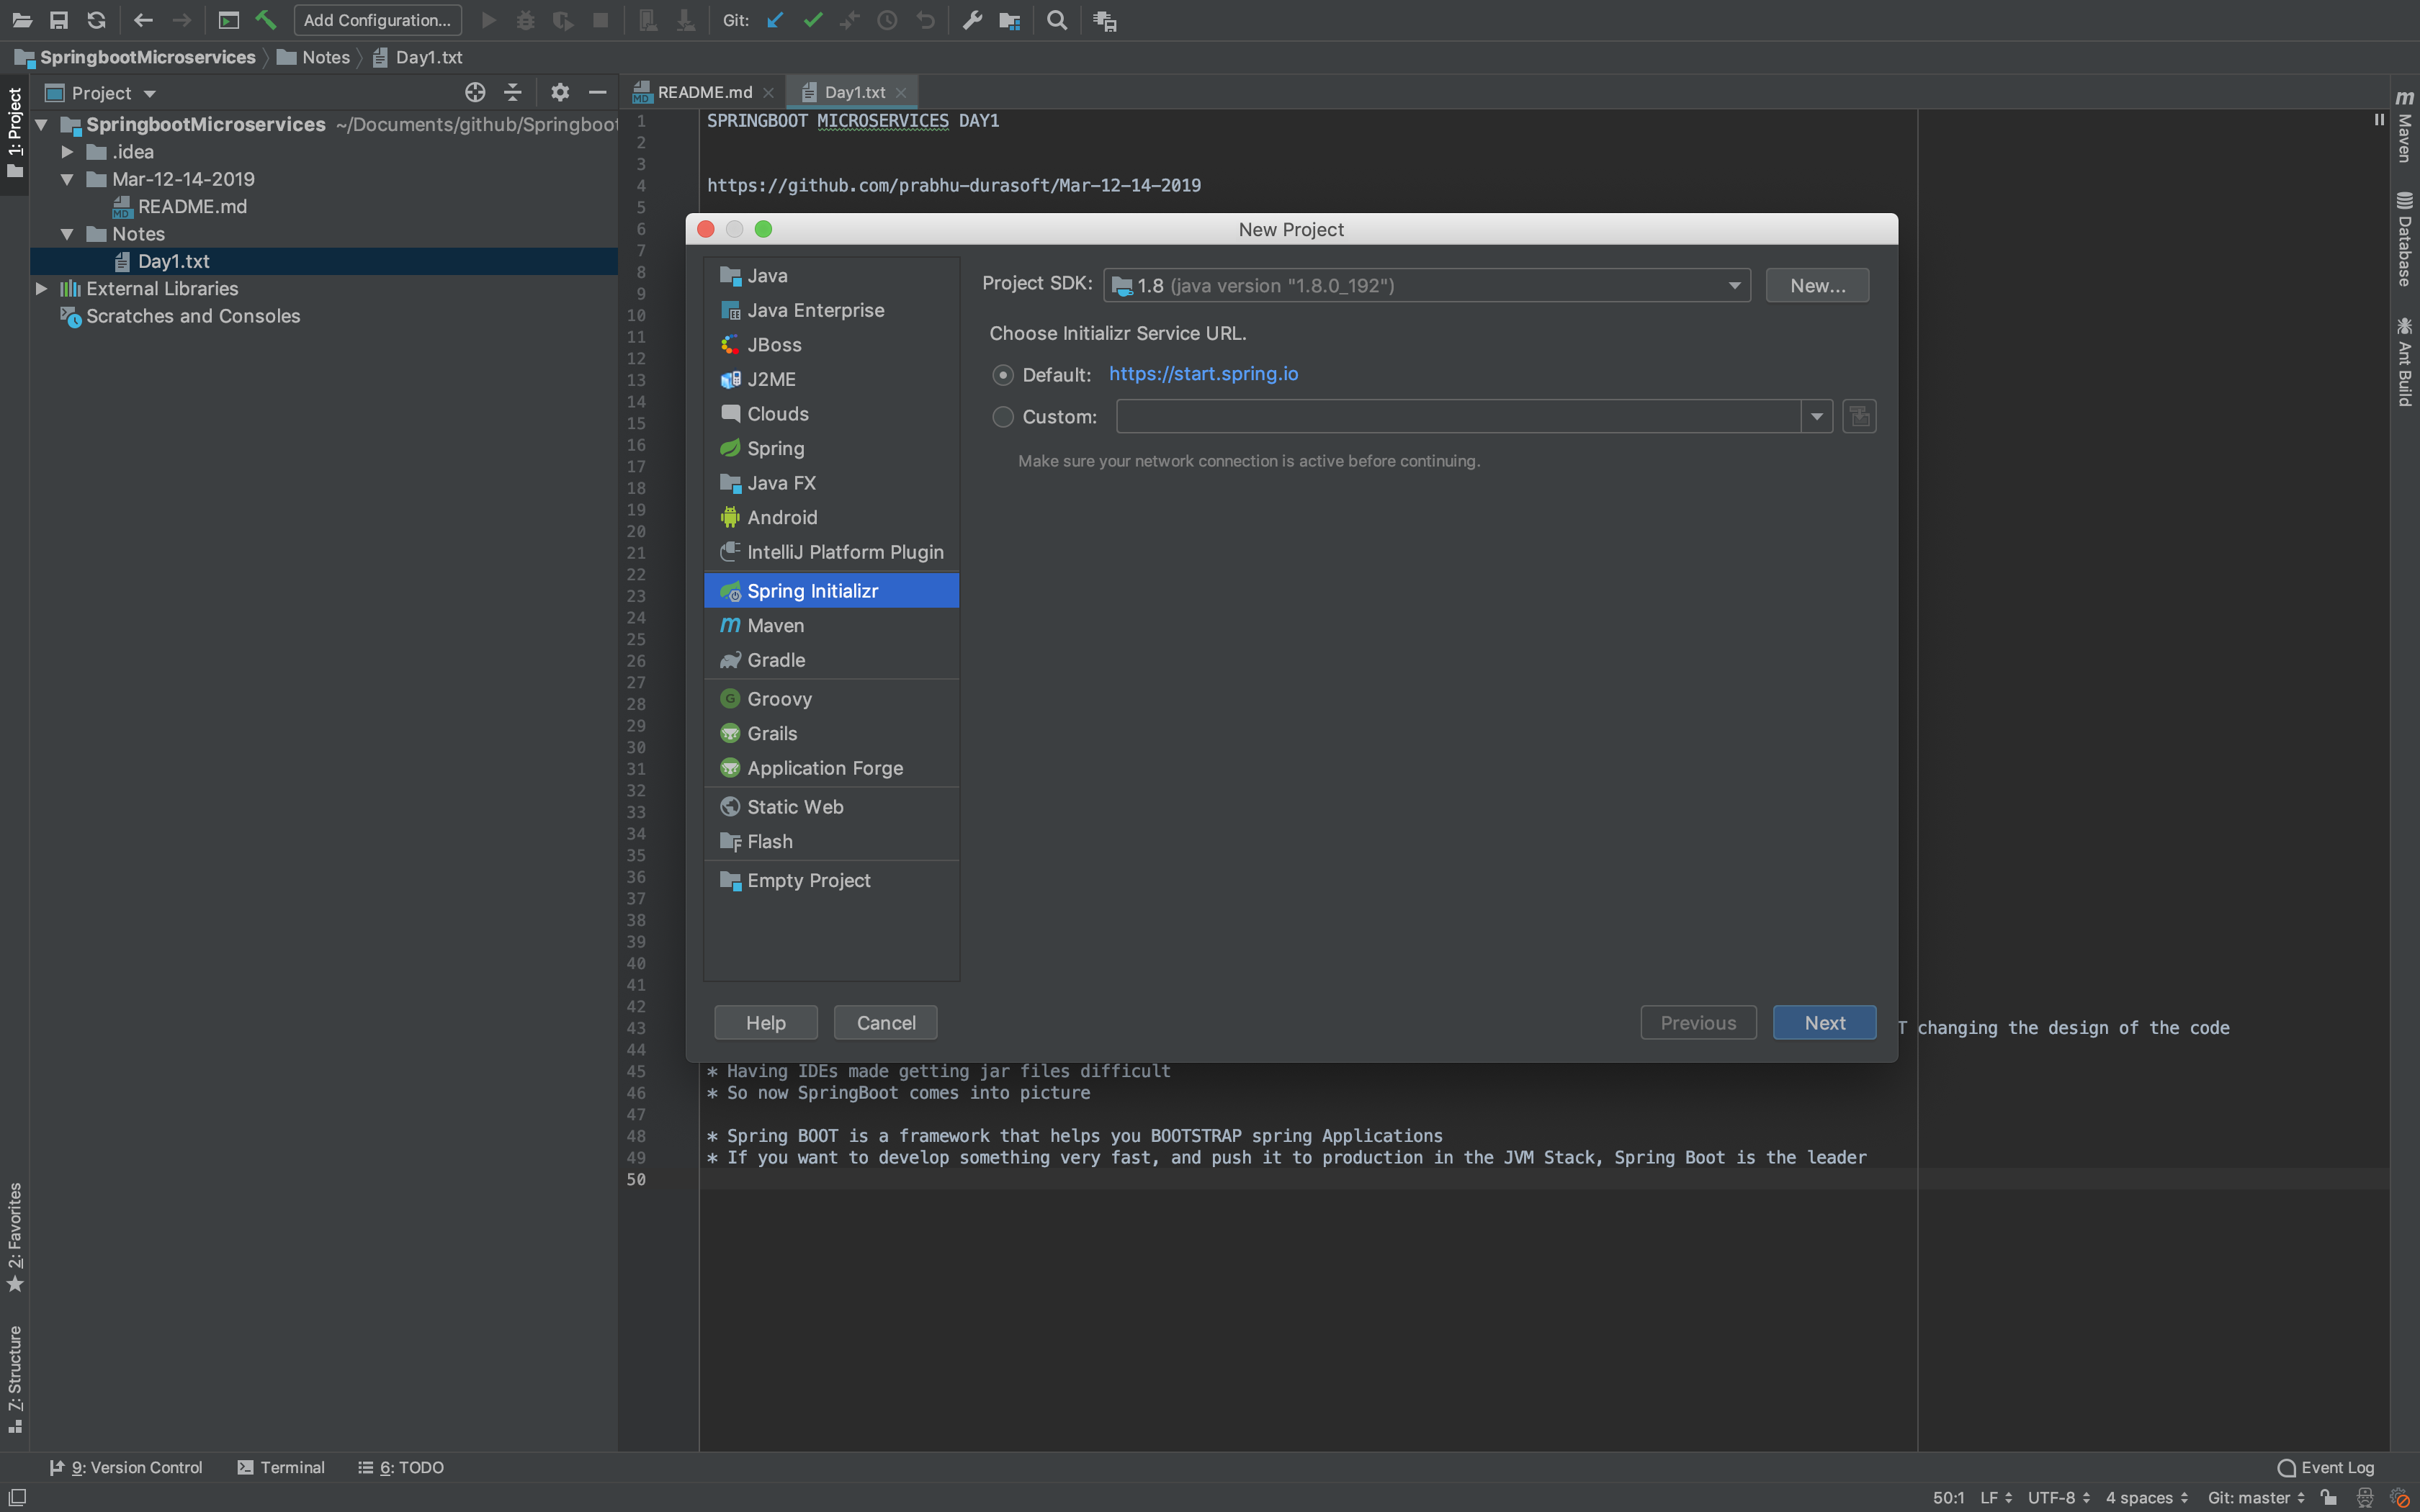 Add Configuration...
Git:
SpringbootMicroservices
Notes
Day1.txt
1: Project
Project
SpringbootMicroservices ~/Documents/github/Springboot
.idea
Mar-12-14-2019
README.md
Notes
Day1.txt
External Libraries
Scratches and Consoles
2: Favorites
7: Structure
README.md
Day1.txt
1 SPRINGBOOT MICROSERVICES DAY1
2
3
4 https://github.com/prabhu-durasoft/Mar-12-14-2019
5
6
7
8
9
10
11
12
13
14
15
16
17
18
19
20
21
22
23
24
25
26
27
28
29
30
31
32
33
34
35
36
37
38
39
40
41
42
43 T changing the design of the code
44
45 * Having IDEs made getting jar files difficult
46 * So now SpringBoot comes into picture
47
48 * Spring BOOT is a framework that helps you BOOTSTRAP spring Applications
49 * If you want to develop something very fast, and push it to production in the JVM Stack, Spring Boot is the leader
50
New Project
Java
Java Enterprise
JBoss
J2ME
Clouds
Spring
Java FX
Android
IntelliJ Platform Plugin
Spring Initializr
Maven
Gradle
Groovy
Grails
Application Forge
Static Web
Flash
Empty Project
Project SDK: 1.8 (java version "1.8.0_192") New...
Choose Initializr Service URL.
Default: https://start.spring.io
Custom:
Make sure your network connection is active before continuing.
Help Cancel Previous Next
Maven
Database
Ant Build
9: Version Control
Terminal
6: TODO
Event Log
50:1 LF UTF-8 4 spaces Git: master